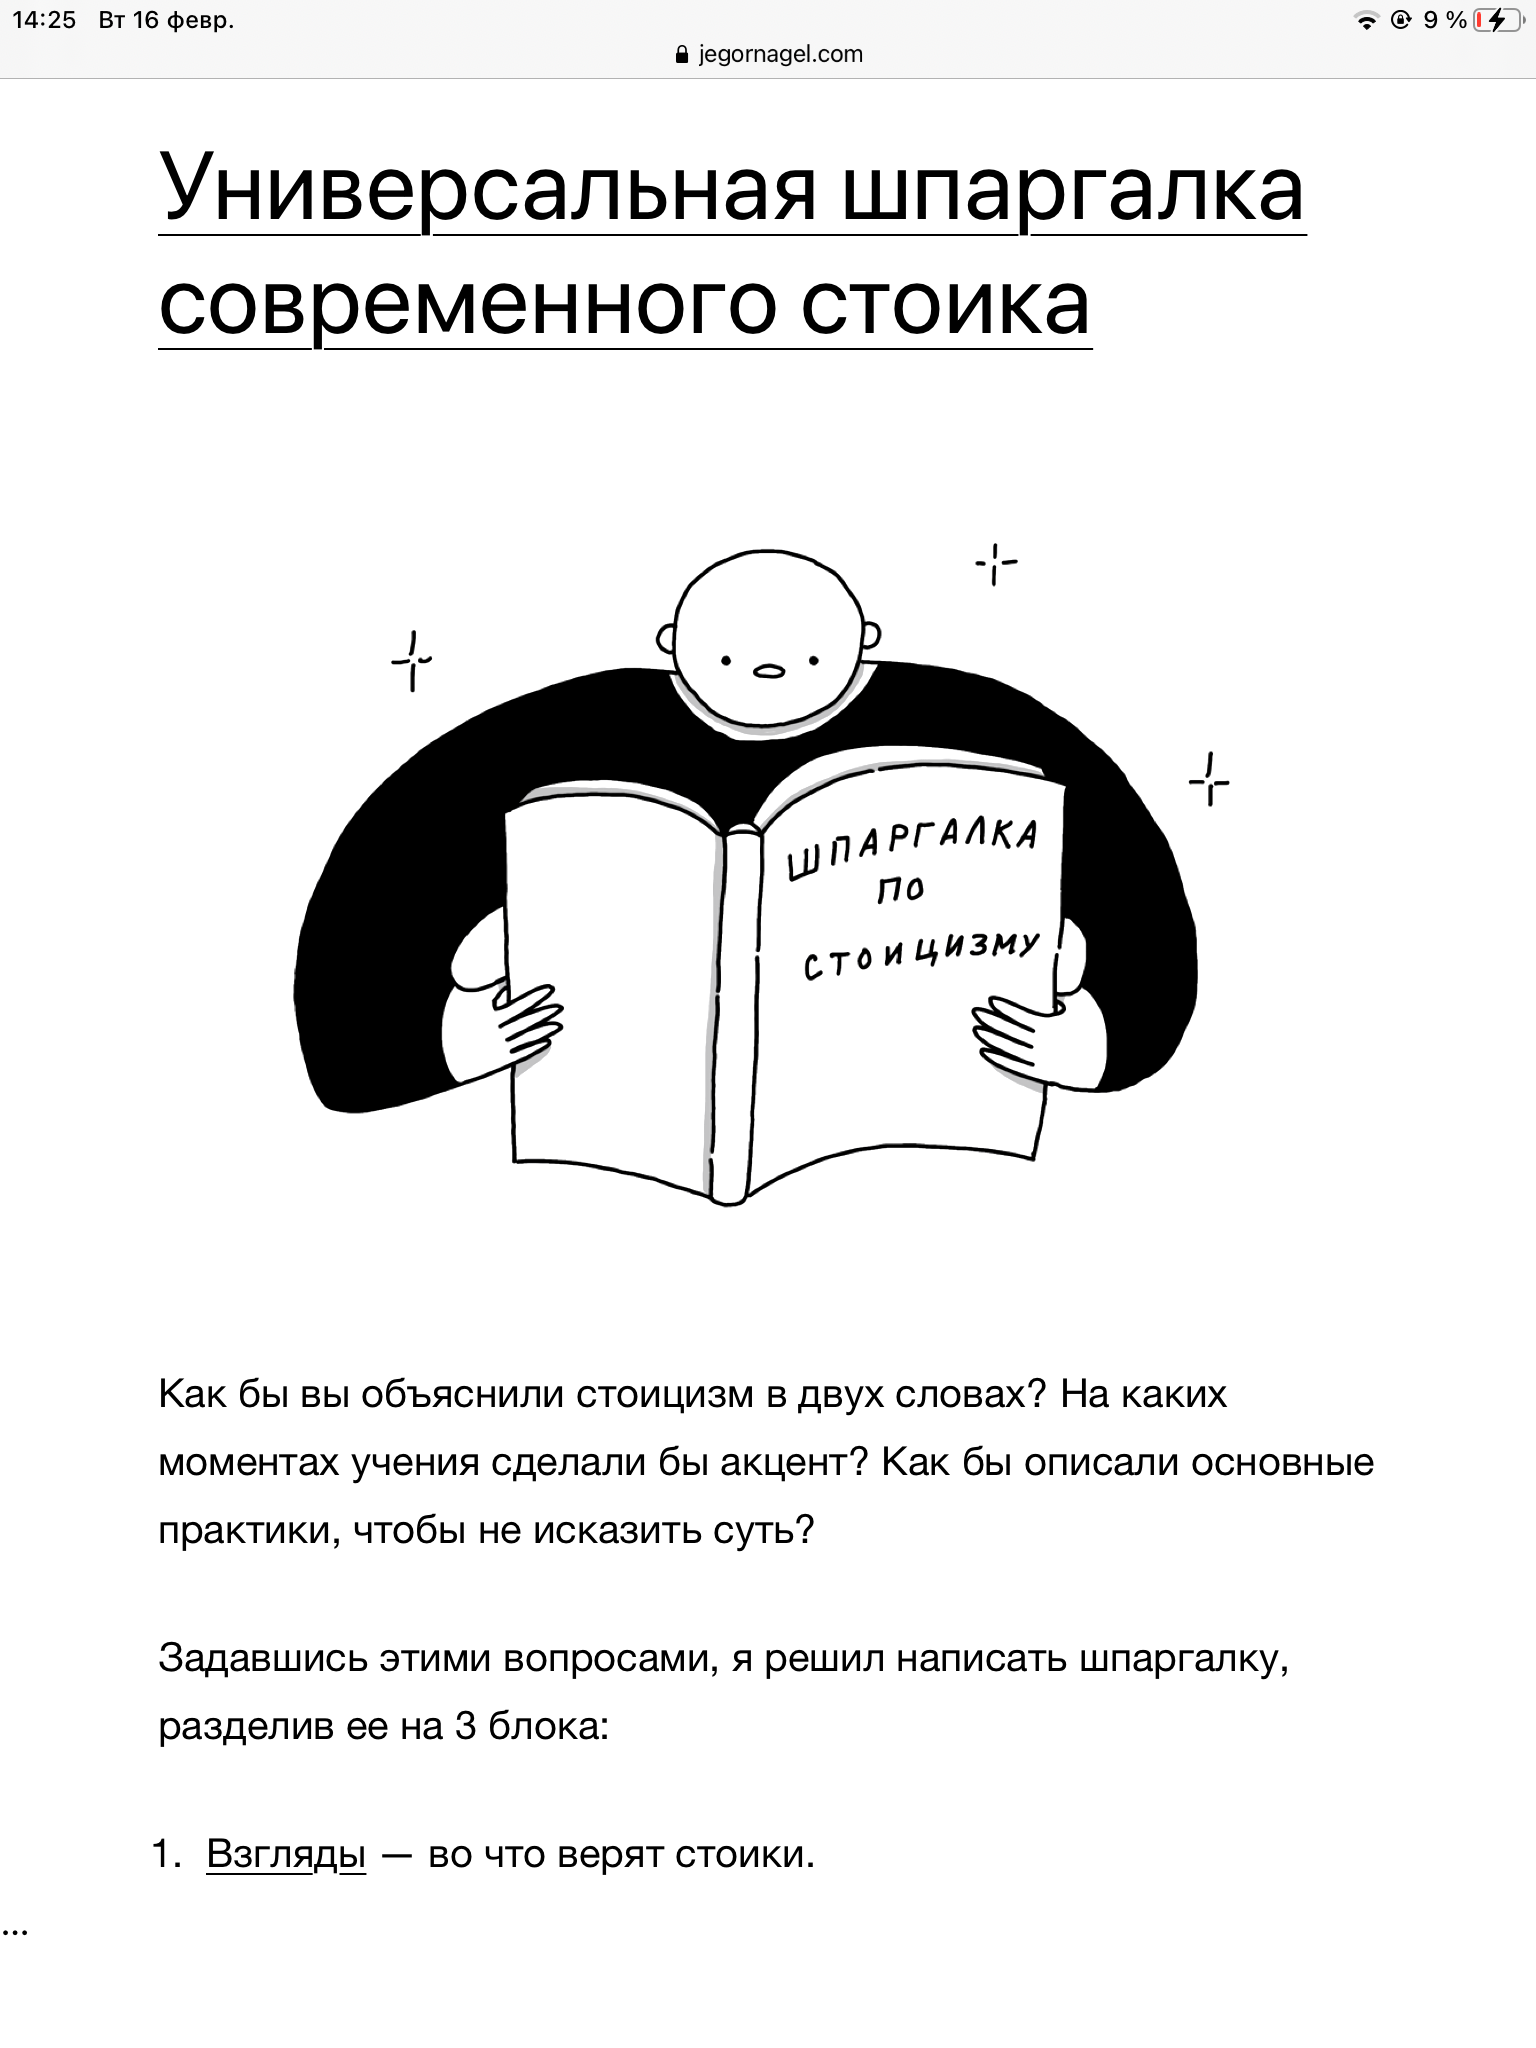 14:25 Вт 16 февр. 9 %
jegornagel.com
Универсальная шпаргалка
современного стоика
ШПАРГАЛКА
ПО
СТОИЦИЗМУ
Как бы вы объяснили стоицизм в двух словах? На каких
моментах учения сделали бы акцент? Как бы описали основные
практики, чтобы не исказить суть?
Задавшись этими вопросами, я решил написать шпаргалку,
разделив ее на 3 блока:
1. Взгляды — во что верят стоики.
...